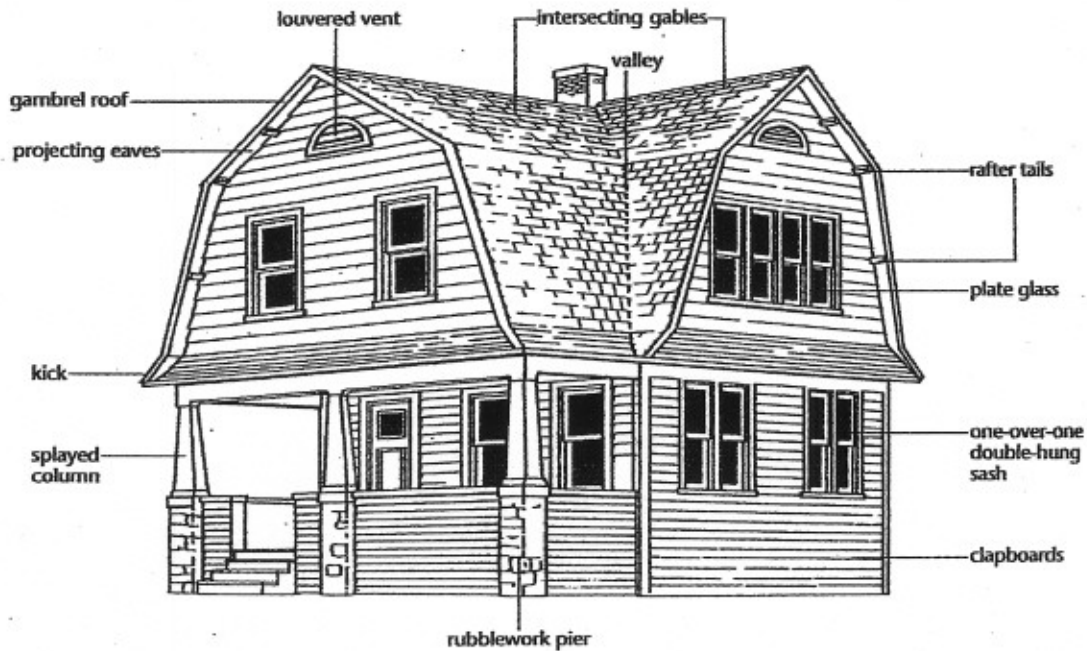 louvered vent
intersecting gables
valley
gambrel roof
projecting eaves
rafter tails
plate glass
kick
splayed
column
one-over-one
double-hung
sash
clapboards
rubblework pier